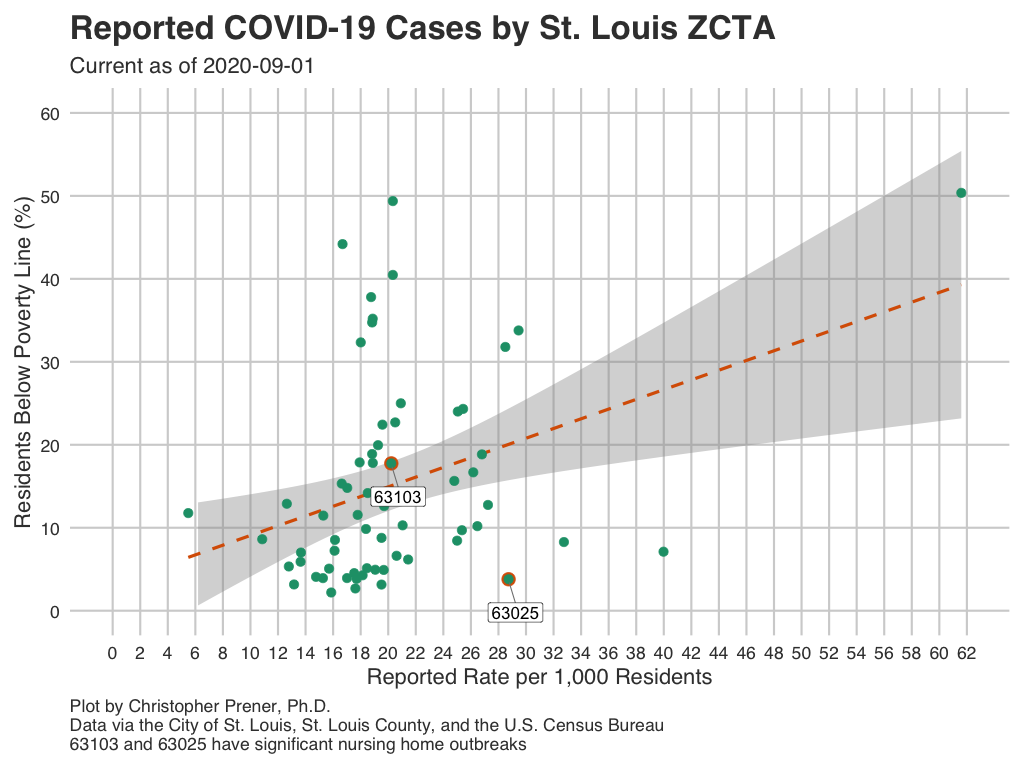 Reported COVID-19 Cases by St. Louis ZCTA
Current as of 2020-09-01
Residents Below Poverty Line (%)
60
50
40
30
20
10
0
63103
63025
0 2 4 6 8 10 12 14 16 18 20 22 24 26 28 30 32 34 36 38 40 42 44 46 48 50 52 54 56 58 60 62
Reported Rate per 1,000 Residents
Plot by Christopher Prener, Ph.D.
Data via the City of St. Louis, St. Louis County, and the U.S. Census Bureau
63103 and 63025 have significant nursing home outbreaks